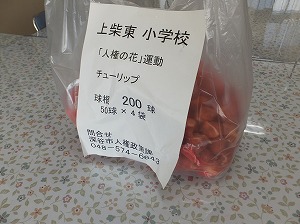 上柴東 小学校
「人権の花」運動
チューリップ
球根 200 球
50球 × 4 袋
問合せ
深谷市人権政策課
048-574-6643